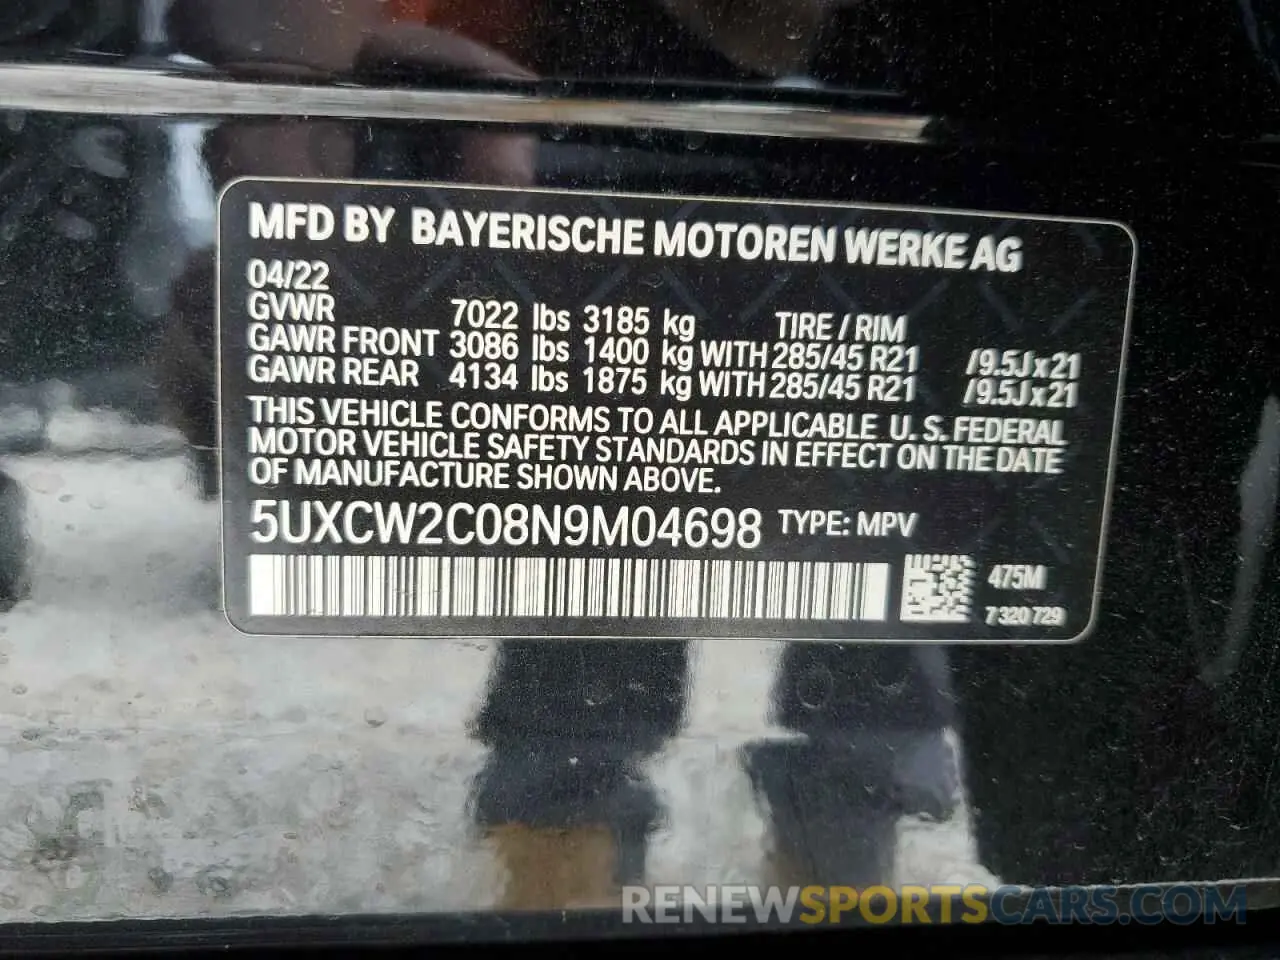 MFD BY BAYERISCHE MOTOREN WERKE AG
04/22
GVWR 7022 lbs 3185 kg TIRE / RIM
GAWR FRONT 3086 lbs 1400 kg WITH 285/45 R21 /9.5J x 21
GAWR REAR 4134 lbs 1875 kg WITH 285/45 R21 /9.5J x 21
THIS VEHICLE CONFORMS TO ALL APPLICABLE U.S. FEDERAL
MOTOR VEHICLE SAFETY STANDARDS IN EFFECT ON THE DATE
OF MANUFACTURE SHOWN ABOVE.
5UXCW2C08N9M04698 TYPE: MPV
475M
7 320 729
RENEWSPORTSCARS.COM